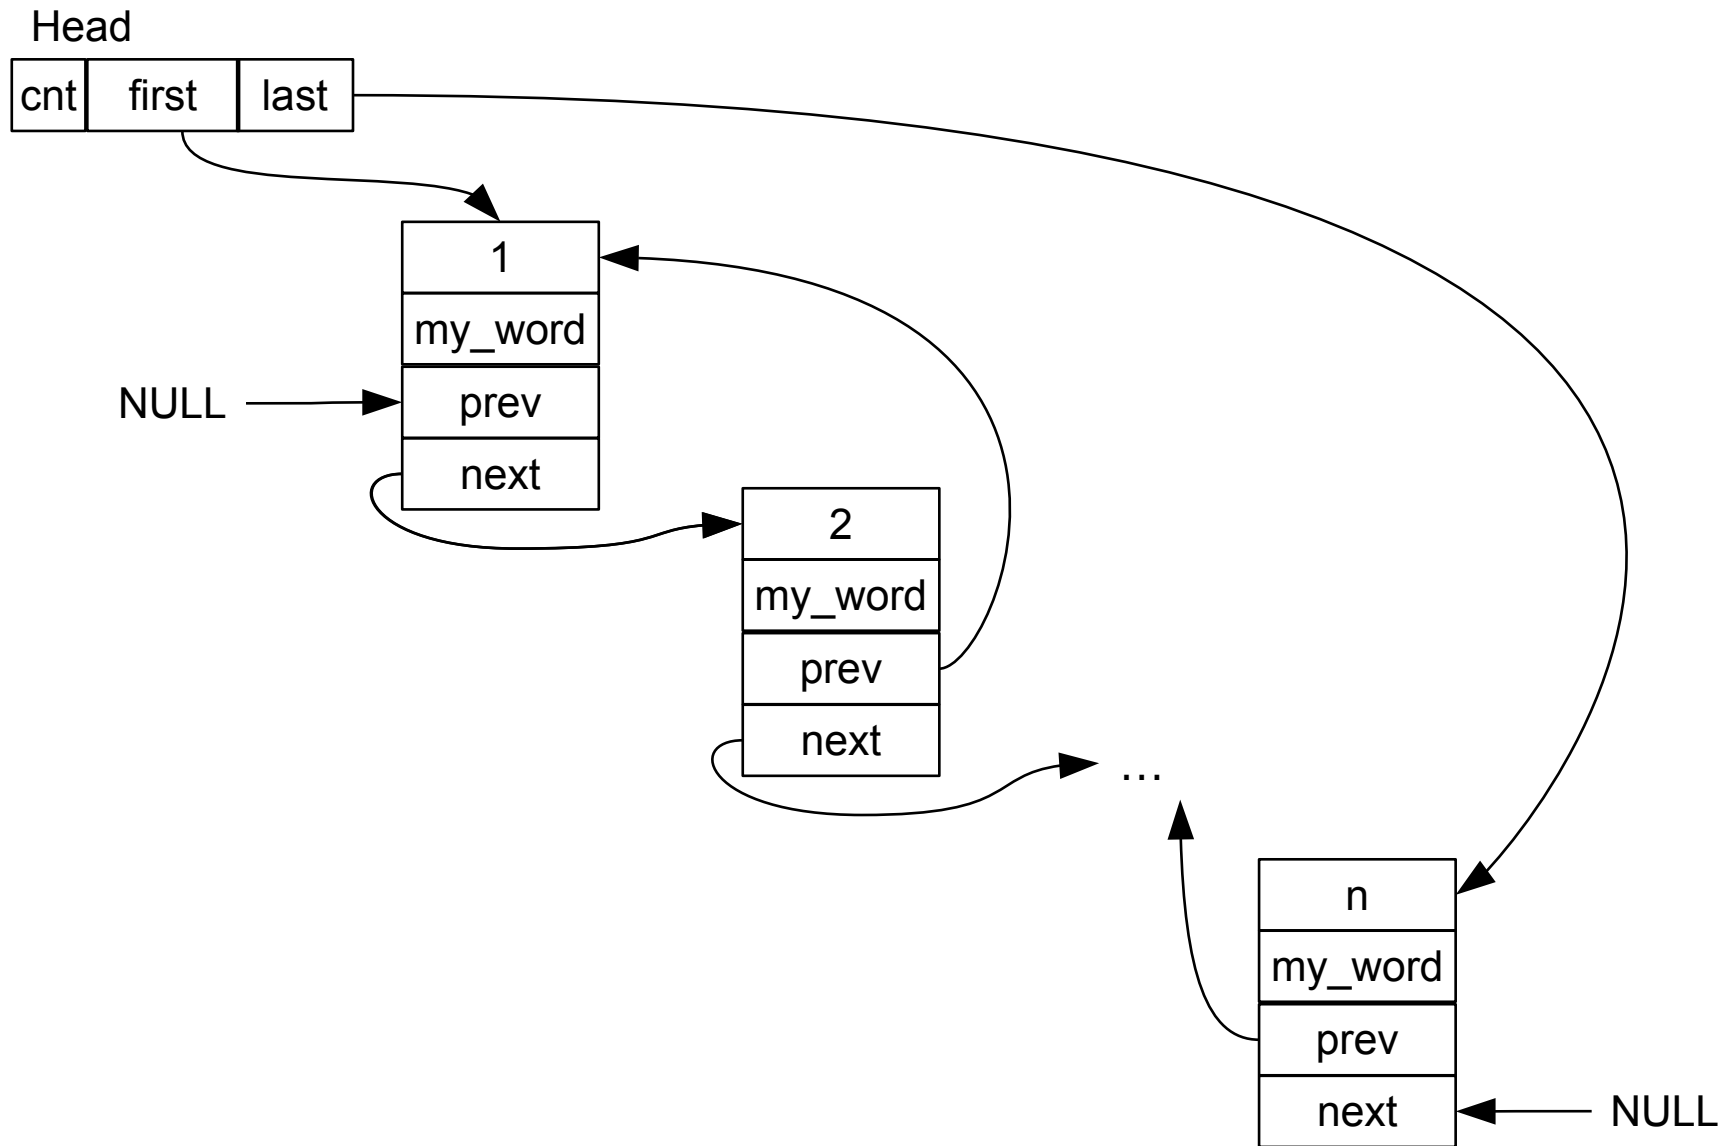 Head
cnt first last
1
my_word
NULL
prev
next
2
my_word
prev
next
...
n
my_word
prev
next
NULL